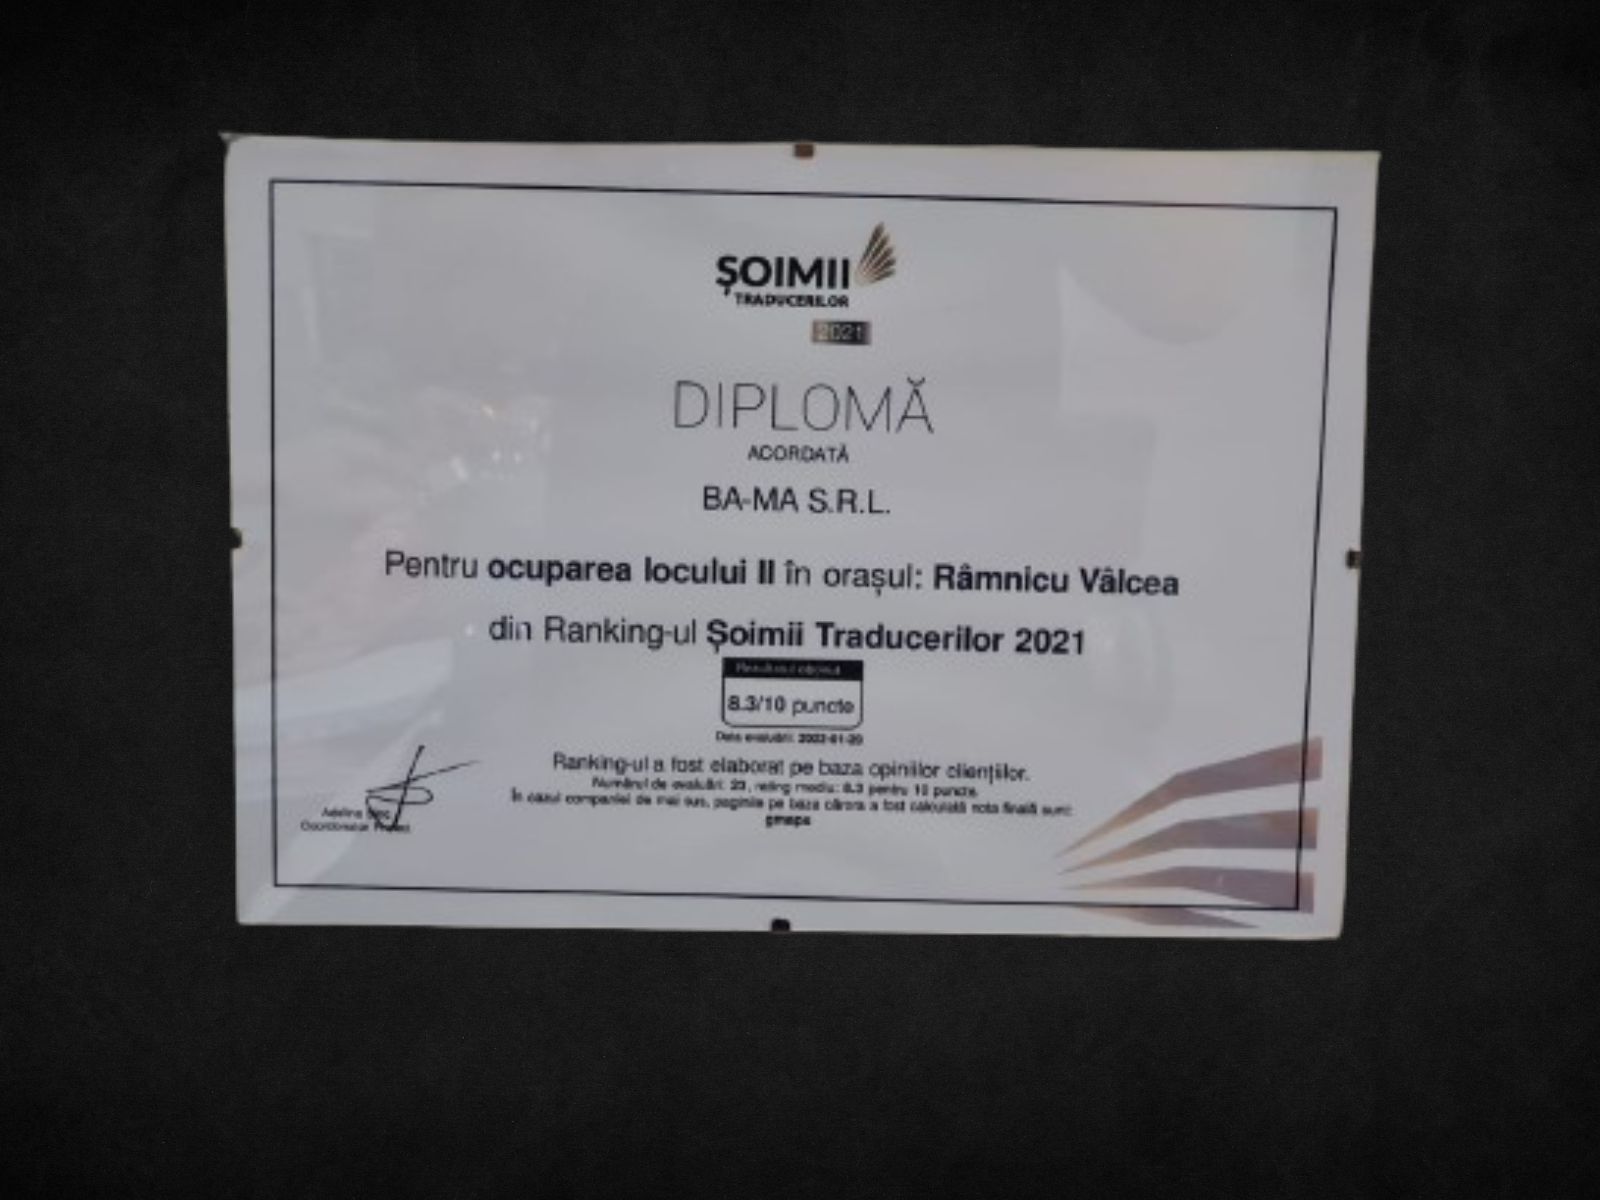 ȘOIMII
TRADUCERILOR
2021
DIPLOMĂ
ACORDATĂ
BA-MA S.R.L.
Pentru ocuparea locului II în orașul: Râmnicu Vâlcea
din Ranking-ul Șoimii Traducerilor 2021
8.3/10 puncte
Data evaluării: 2022-01-20
Ranking-ul a fost elaborat pe baza opiniilor clienților.
Numărul de evaluări: 23, rating mediu: 8.3 pentru 10 puncte.
În cazul companiei de mai sus, paginile pe baza cărora a fost calculată nota finală sunt:
gmaps
Adelina
Coordonator Proiect